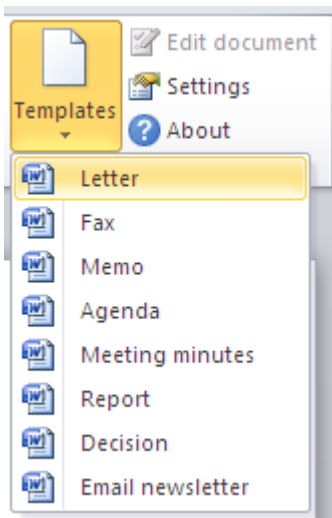 Edit document
Settings
Templates
About
Letter
Fax
Memo
Agenda
Meeting minutes
Report
Decision
Email newsletter